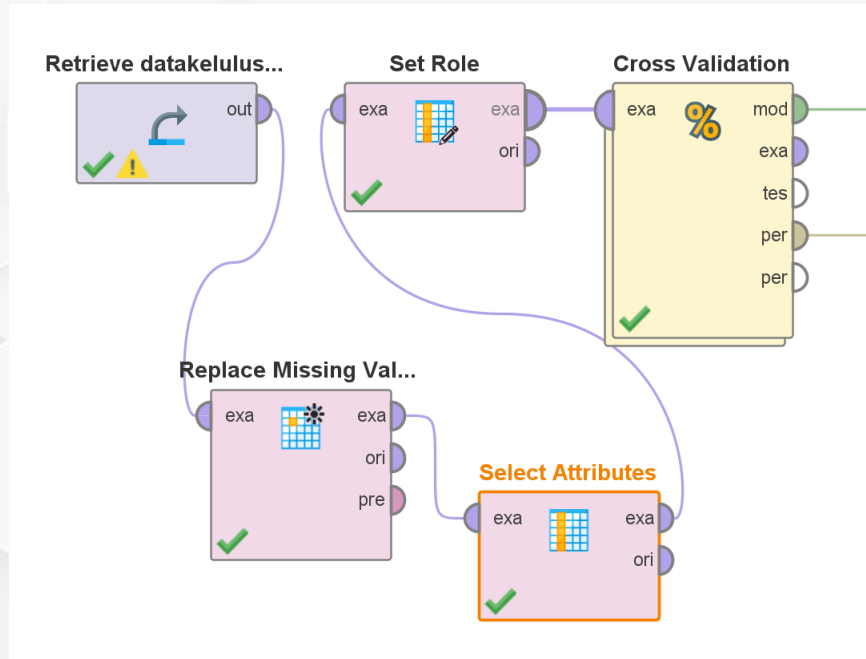 Retrieve datakelulus...
out
Set Role
exa
exa
ori
Cross Validation
exa
mod
exa
tes
per
per
Replace Missing Val...
exa
exa
ori
pre
Select Attributes
exa
exa
ori